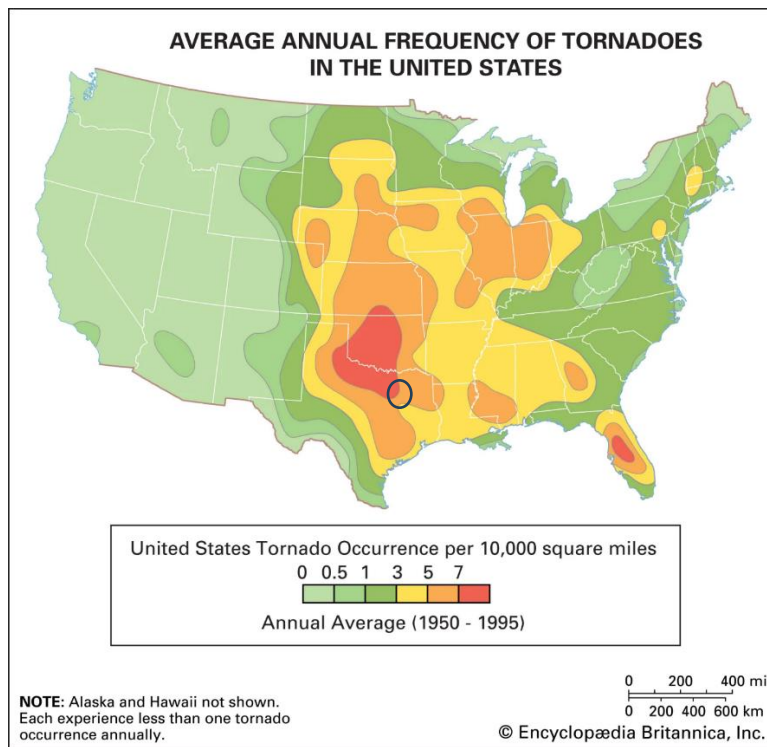 AVERAGE ANNUAL FREQUENCY OF TORNADOES
IN THE UNITED STATES
United States Tornado Occurrence per 10,000 square miles
0 0.5 1 3 5 7
Annual Average (1950 - 1995)
NOTE: Alaska and Hawaii not shown.
Each experience less than one tornado
occurrence annually.
0 200 400 mi
0 200 400 600 km
© Encyclopædia Britannica, Inc.